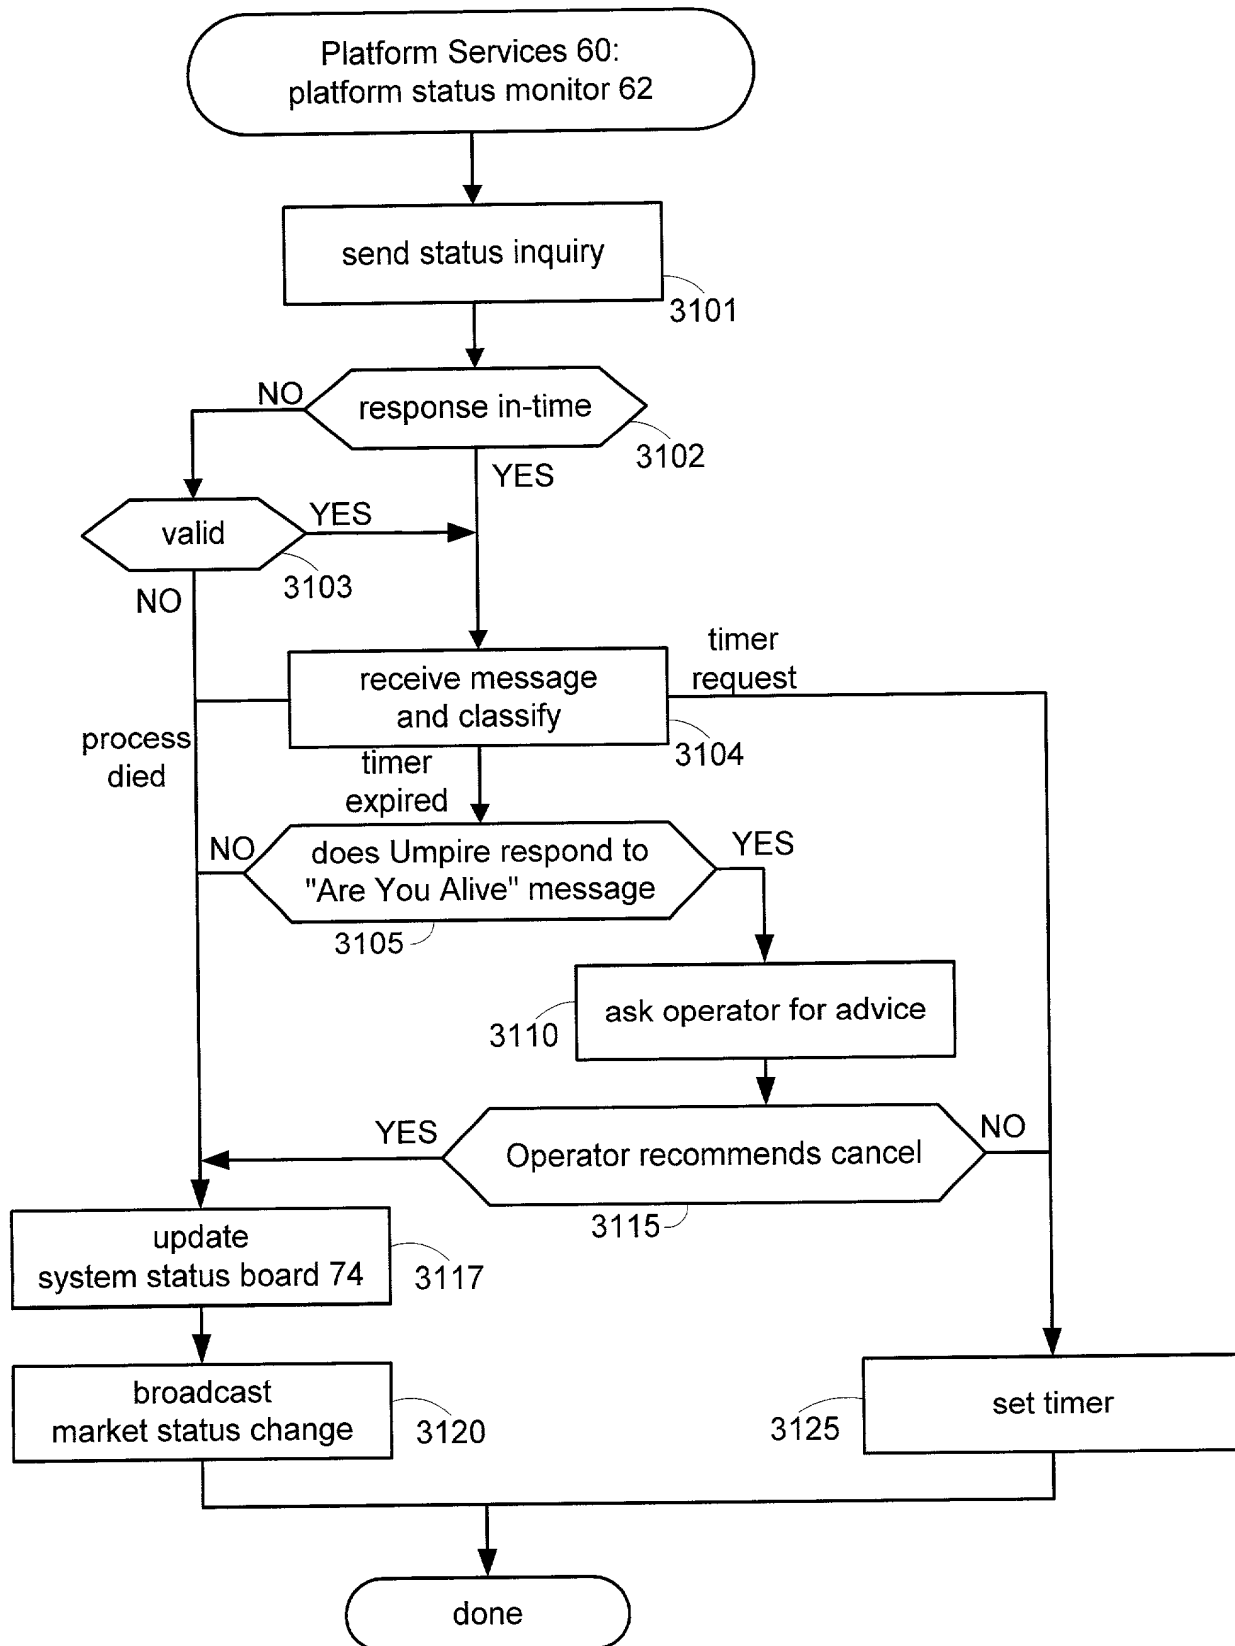 Platform Services 60:
platform status monitor 62
send status inquiry
3101
NO
response in-time
3102
YES
valid
YES
3103
NO
timer
request
receive message
and classify
3104
process
died
timer
expired
NO
does Umpire respond to
"Are You Alive" message
YES
3105
ask operator for advice
3110
YES
Operator recommends cancel
NO
3115
update
system status board 74
3117
broadcast
market status change
3120
set timer
3125
done